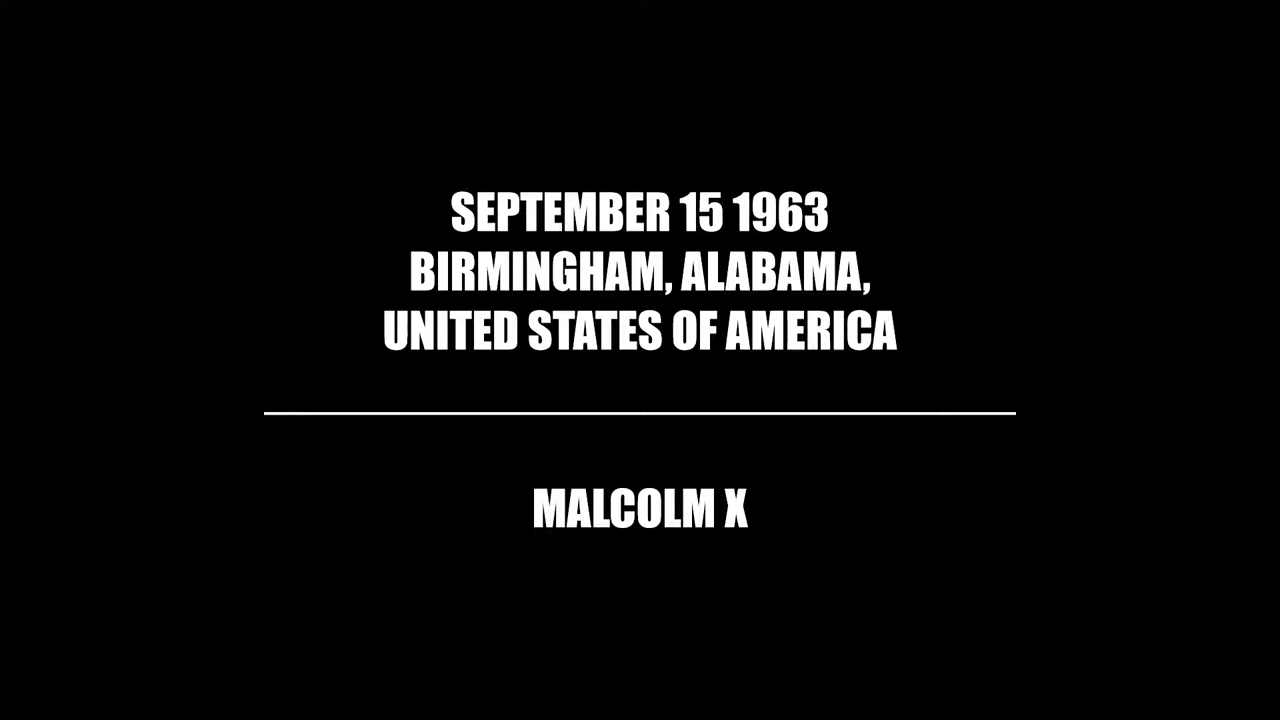 SEPTEMBER 15 1963
BIRMINGHAM, ALABAMA,
UNITED STATES OF AMERICA
MALCOLM X